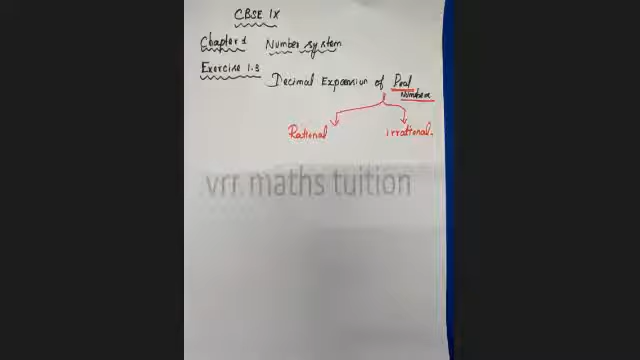 CBSE IX
Chapter 1 Number system
Exercise 1.3
Decimal Expansion of Real
Numbers
Rational irrational.
vrr maths tuition